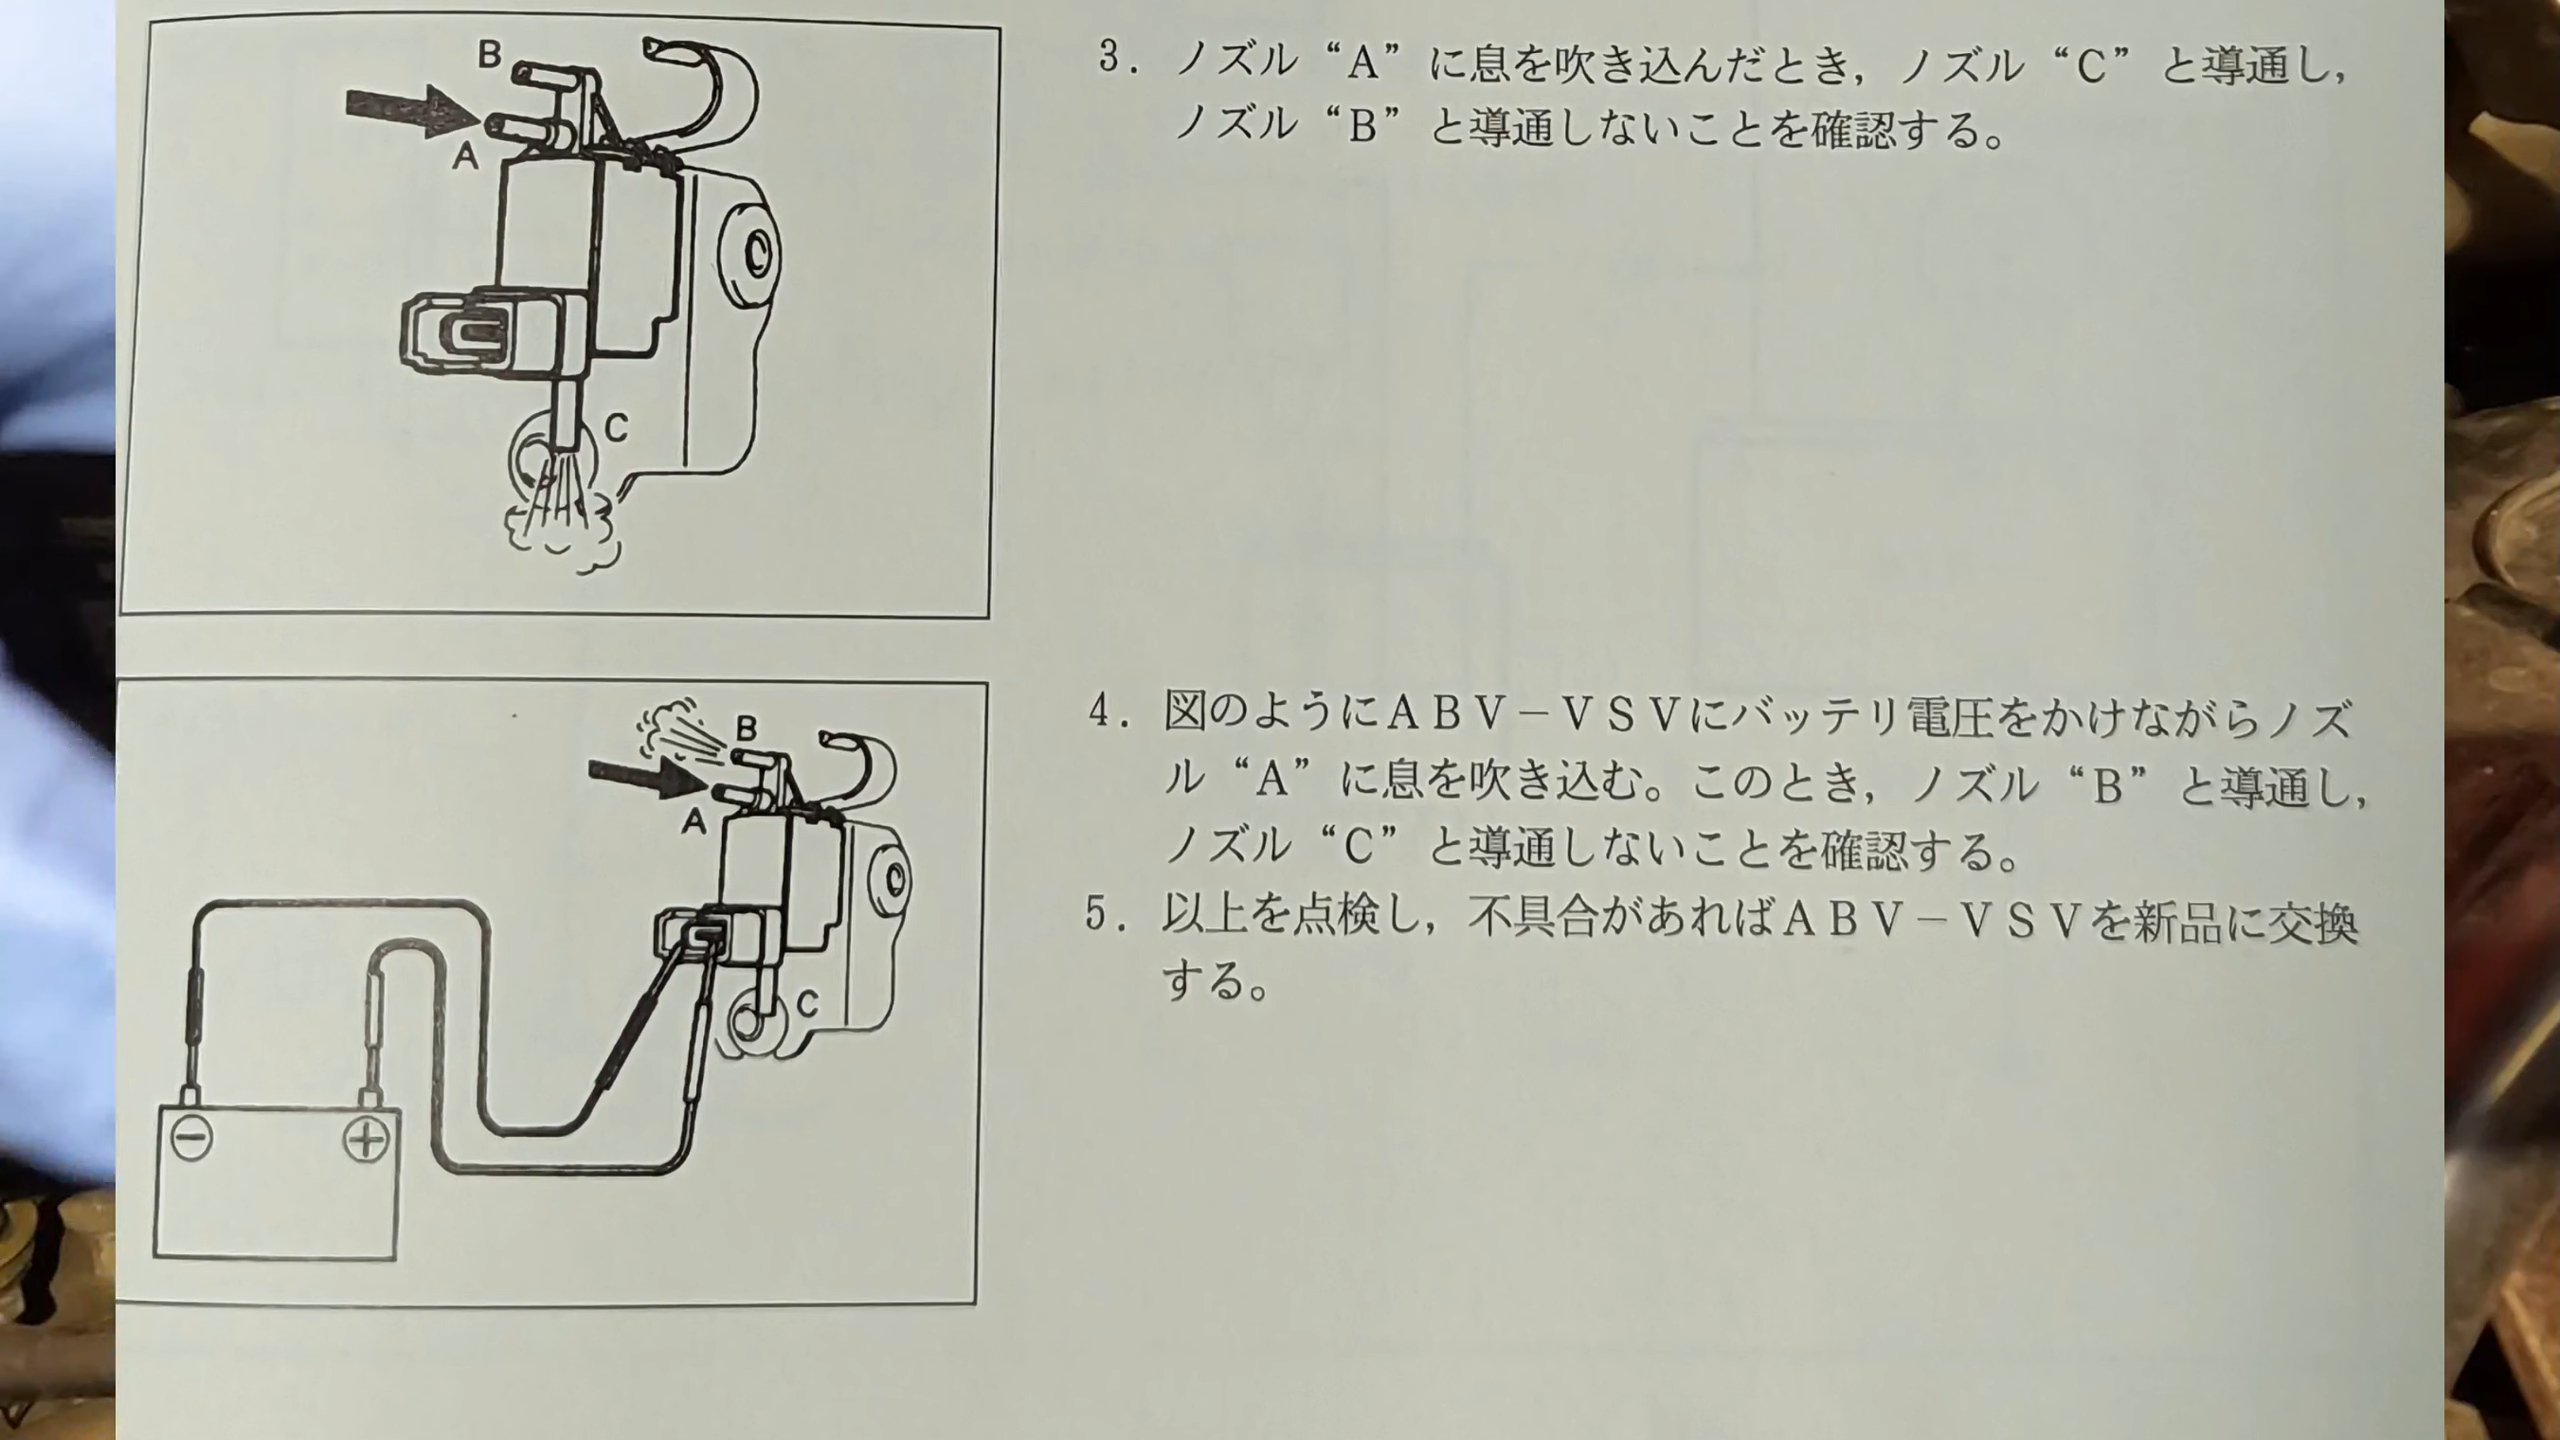 B
A
C
3. ノズル“A”に息を吹き込んだとき，ノズル“C”と導通し，
ノズル“B”と導通しないことを確認する。
B
A
C
−
+
4. 図のようにＡＢＶ－ＶＳＶにバッテリ電圧をかけながらノズ
ル“A”に息を吹き込む。このとき，ノズル“B”と導通し，
ノズル“C”と導通しないことを確認する。
5. 以上を点検し，不具合があればＡＢＶ－ＶＳＶを新品に交換
する。